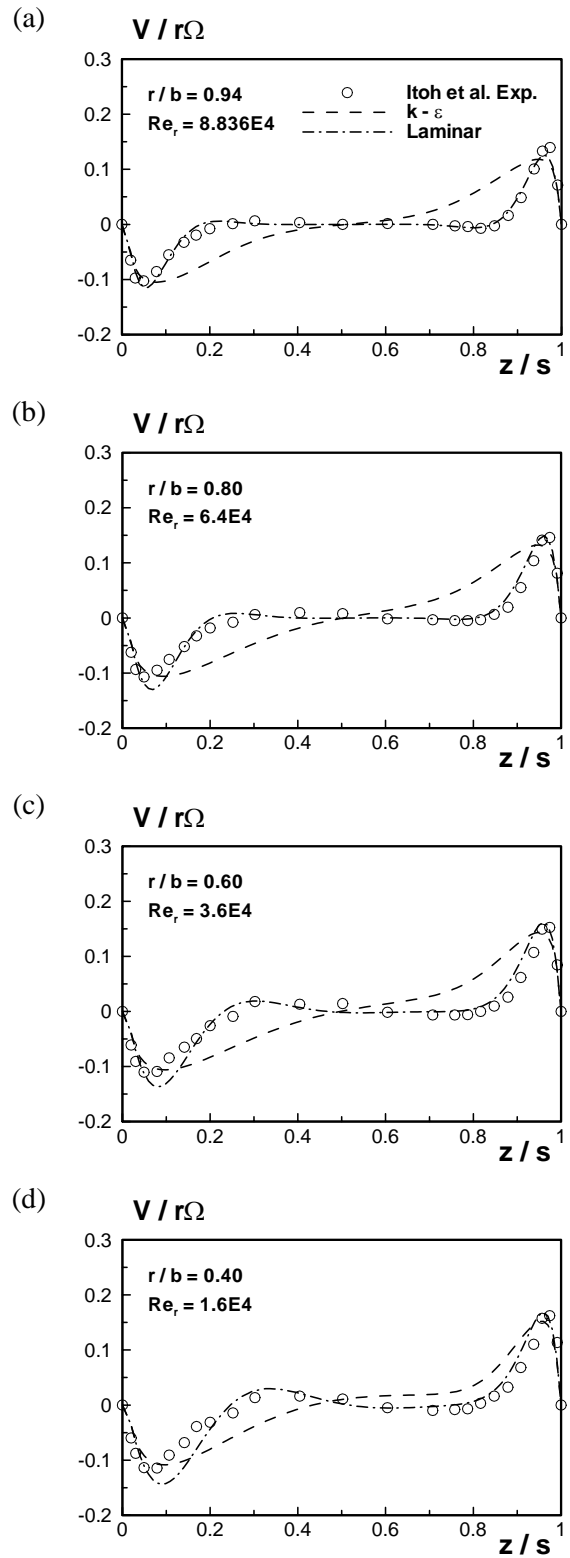 (a)
V / rΩ
0.3
0.2
0.1
0
-0.1
-0.2
r / b = 0.94
Re_r = 8.836E4
Itoh et al. Exp.
k - ε
Laminar
0 0.2 0.4 0.6 0.8 1
z / s
(b)
V / rΩ
0.3
0.2
0.1
0
-0.1
-0.2
r / b = 0.80
Re_r = 6.4E4
0 0.2 0.4 0.6 0.8 1
z / s
(c)
V / rΩ
0.3
0.2
0.1
0
-0.1
-0.2
r / b = 0.60
Re_r = 3.6E4
0 0.2 0.4 0.6 0.8 1
z / s
(d)
V / rΩ
0.3
0.2
0.1
0
-0.1
-0.2
r / b = 0.40
Re_r = 1.6E4
0 0.2 0.4 0.6 0.8 1
z / s